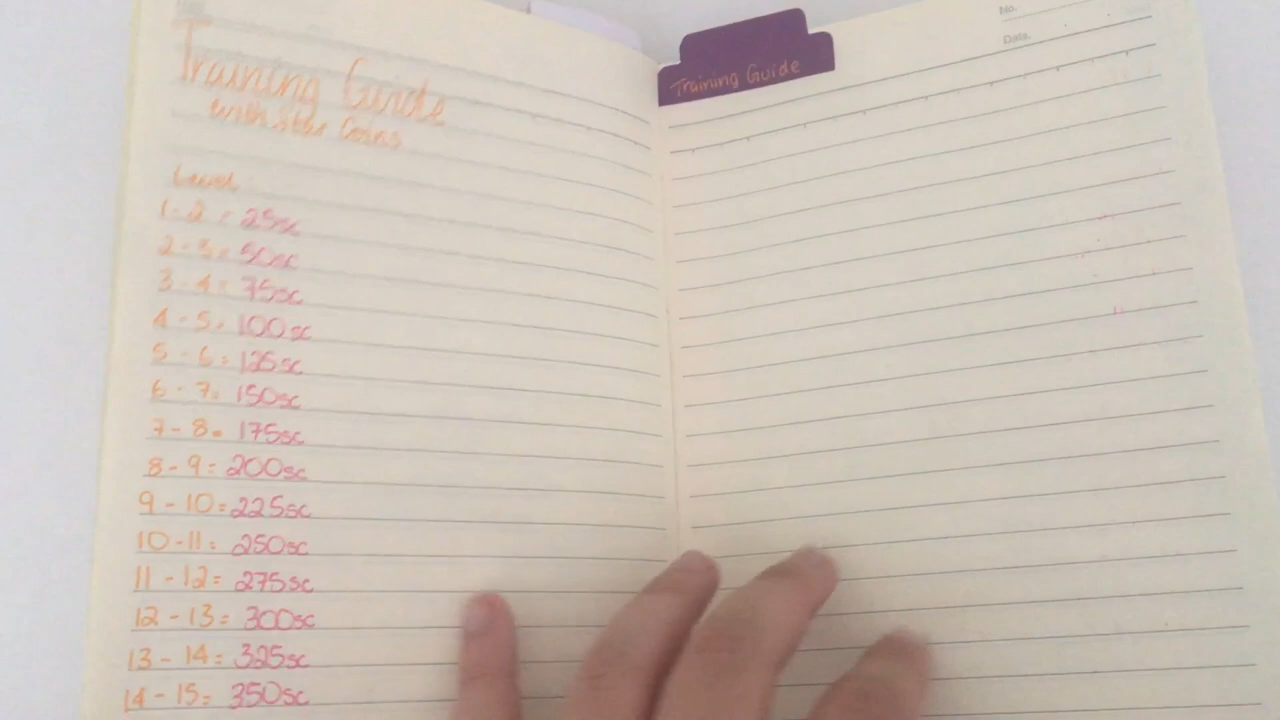 Training Guide
with star Coins
Level
1-2 = 25sc
2-3= 50sc
3-4= 75sc
4-5= 100sc
5-6= 125sc
6-7= 150sc
7-8= 175sc
8-9= 200sc
9-10= 225sc
10-11= 250sc
11-12= 275sc
12-13= 300sc
13-14= 325sc
14-15= 350sc
Training Guide
No.
Date.